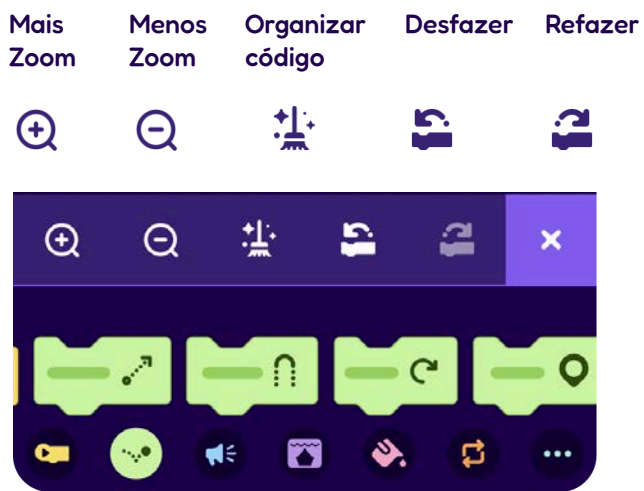 Mais Zoom
Menos Zoom
Organizar código
Desfazer
Refazer